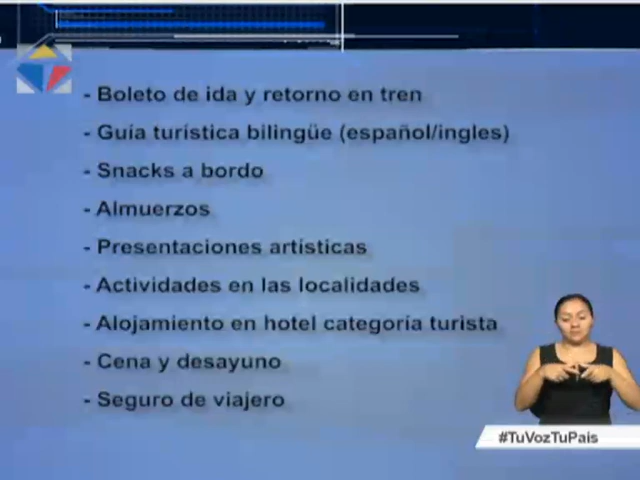 - Boleto de ida y retorno en tren
- Guía turística bilingüe (español/ingles)
- Snacks a bordo
- Almuerzos
- Presentaciones artísticas
- Actividades en las localidades
- Alojamiento en hotel categoría turista
- Cena y desayuno
- Seguro de viajero
#TuVozTuPaís